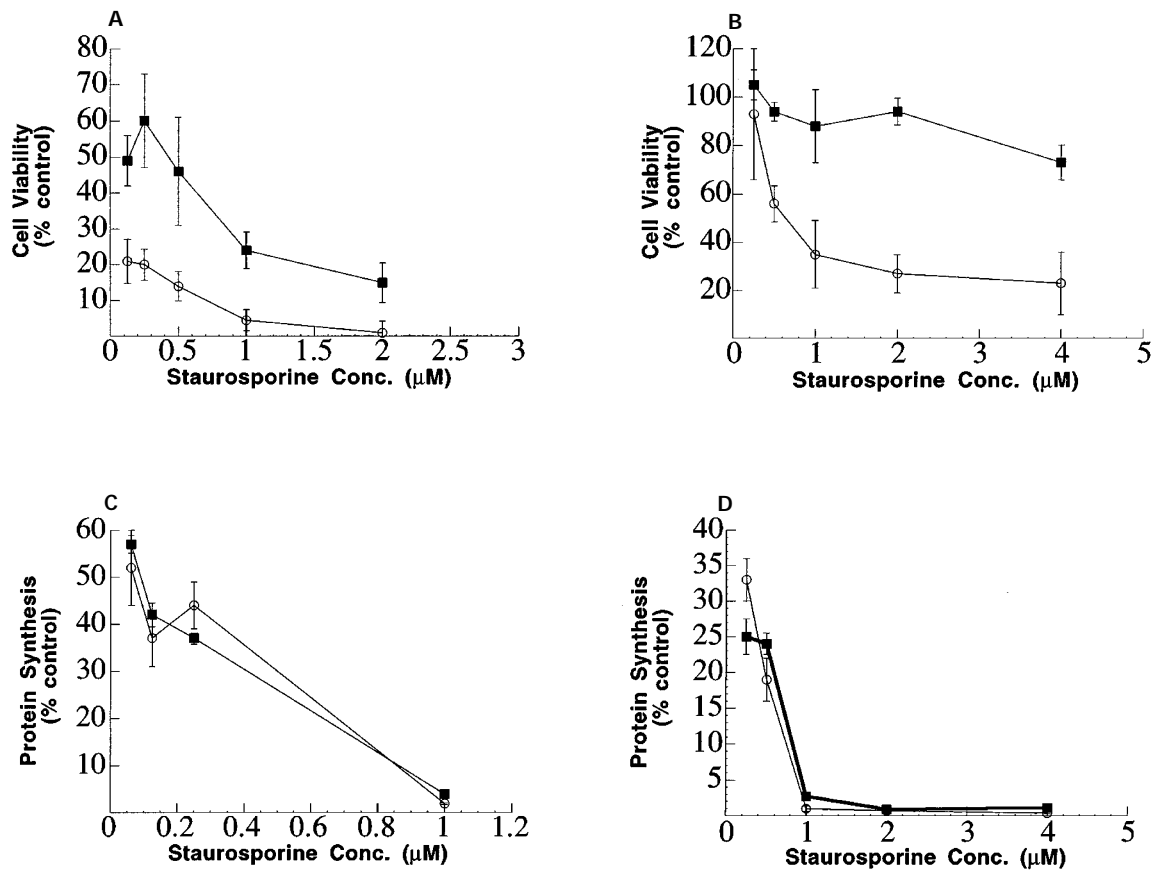 A
80
70
60
50
40
30
20
10
0 0.5 1 1.5 2 2.5 3
Cell Viability
(% control)
Staurosporine Conc. (μM)
B
120
100
80
60
40
20
0 1 2 3 4 5
Cell Viability
(% control)
Staurosporine Conc. (μM)
C
60
50
40
30
20
10
0 0.2 0.4 0.6 0.8 1 1.2
Protein Synthesis
(% control)
Staurosporine Conc. (μM)
D
40
35
30
25
20
15
10
5
0 1 2 3 4 5
Protein Synthesis
(% control)
Staurosporine Conc. (μM)